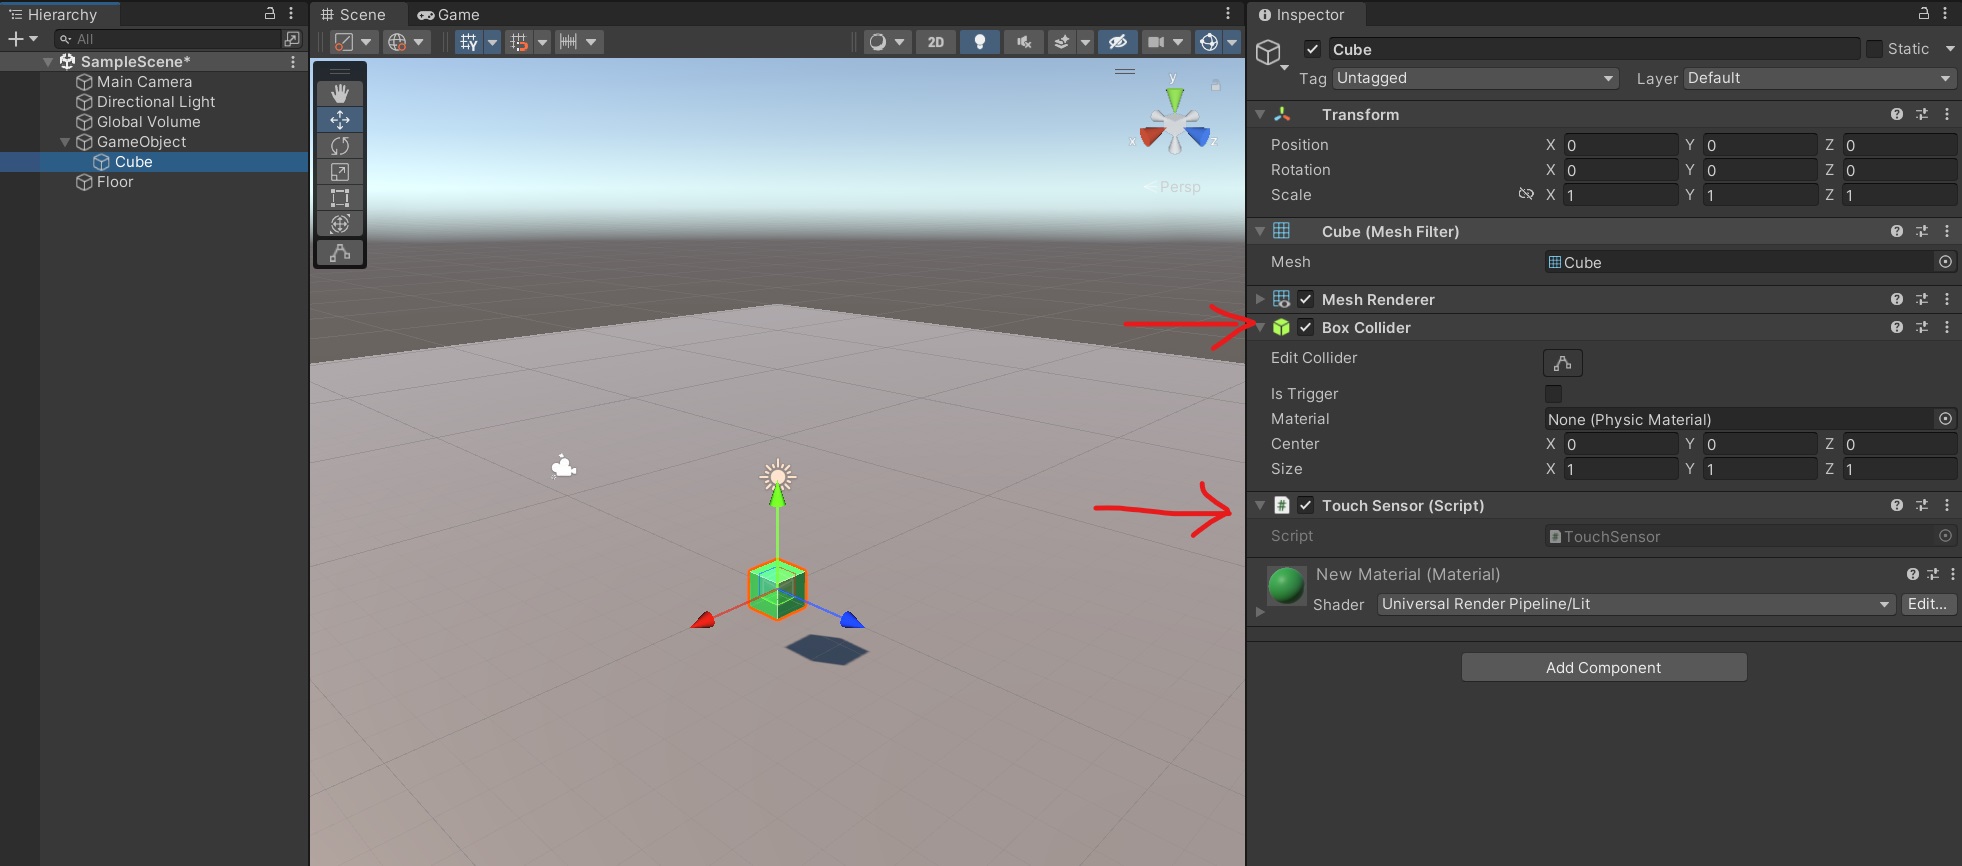 Hierarchy
All
SampleScene*
Main Camera
Directional Light
Global Volume
GameObject
Cube
Floor
Scene
Game
2D
y
x
z
Persp
Inspector
Cube
Static
Tag Untagged Layer Default
Transform
Position X 0 Y 0 Z 0
Rotation X 0 Y 0 Z 0
Scale X 1 Y 1 Z 1
Cube (Mesh Filter)
Mesh Cube
Mesh Renderer
Box Collider
Edit Collider
Is Trigger
Material None (Physic Material)
Center X 0 Y 0 Z 0
Size X 1 Y 1 Z 1
# Touch Sensor (Script)
Script TouchSensor
New Material (Material)
Shader Universal Render Pipeline/Lit Edit...
Add Component